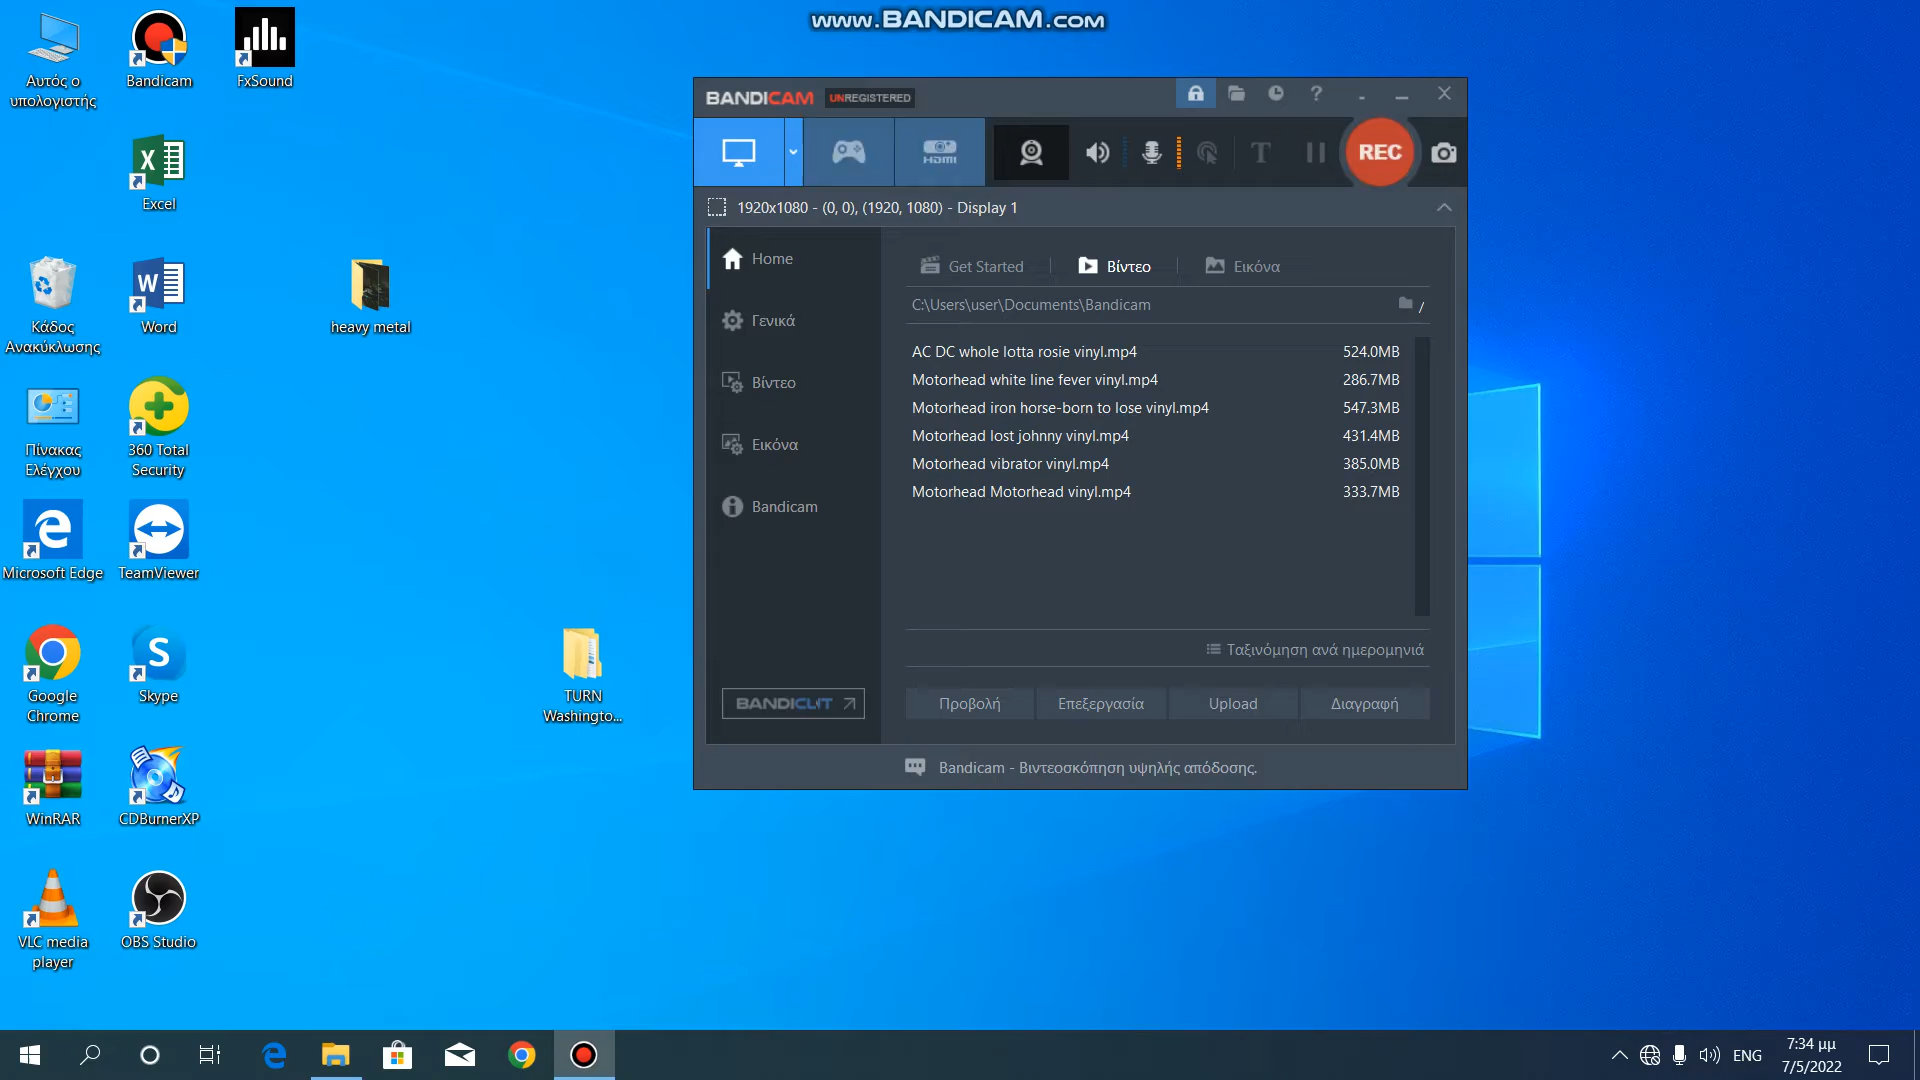 www.BANDICAM.com
Αυτός ο
υπολογιστής
Bandicam
FxSound
Excel
Κάδος
Ανακύκλωσης
Word
heavy metal
Πίνακας
Ελέγχου
360 Total
Security
Microsoft Edge
TeamViewer
Google
Chrome
Skype
TURN
Washingto...
WinRAR
CDBurnerXP
VLC media
player
OBS Studio
BANDICAM UNREGISTERED
HDMI
REC
1920x1080 - (0, 0), (1920, 1080) - Display 1
Home
Γενικά
Βίντεο
Εικόνα
Bandicam
BANDICUT
Get Started
Βίντεο
Εικόνα
C:\Users\user\Documents\Bandicam
/
AC DC whole lotta rosie vinyl.mp4 524.0MB
Motorhead white line fever vinyl.mp4 286.7MB
Motorhead iron horse-born to lose vinyl.mp4 547.3MB
Motorhead lost johnny vinyl.mp4 431.4MB
Motorhead vibrator vinyl.mp4 385.0MB
Motorhead Motorhead vinyl.mp4 333.7MB
Ταξινόμηση ανά ημερομηνιά
Προβολή Επεξεργασία Upload Διαγραφή
Bandicam - Βιντεοσκόπηση υψηλής απόδοσης.
ENG
7:34 μμ
7/5/2022